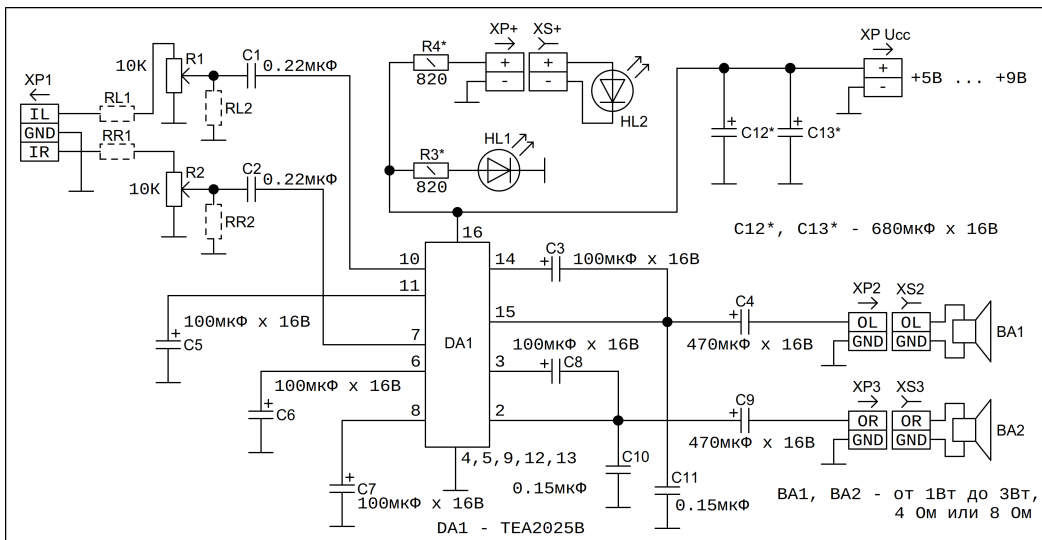 XP1
IL
GND
IR
RL1
RR1
10К
R1
RL2
C1
0.22мкФ
10К
R2
RR2
C2
0.22мкФ
R4*
820
XP+
XS+
+
+
-
-
HL2
R3*
820
HL1
XP Ucc
+
-
+5В ... +9В
+
C12*
+
C13*
C12*, C13* - 680мкФ х 16В
16
10
11
7
6
8
DA1
14
15
3
2
4,5,9,12,13
+
C3
100мкФ х 16В
+
C5
100мкФ х 16В
+
C6
100мкФ х 16В
+
C7
100мкФ х 16В
100мкФ х 16В
+
C8
+
C4
470мкФ х 16В
+
C9
470мкФ х 16В
C10
0.15мкФ
C11
0.15мкФ
XP2
XS2
OL
OL
GND
GND
BA1
XP3
XS3
OR
OR
GND
GND
BA2
BA1, BA2 - от 1Вт до 3Вт,
4 Ом или 8 Ом
DA1 - TEA2025B